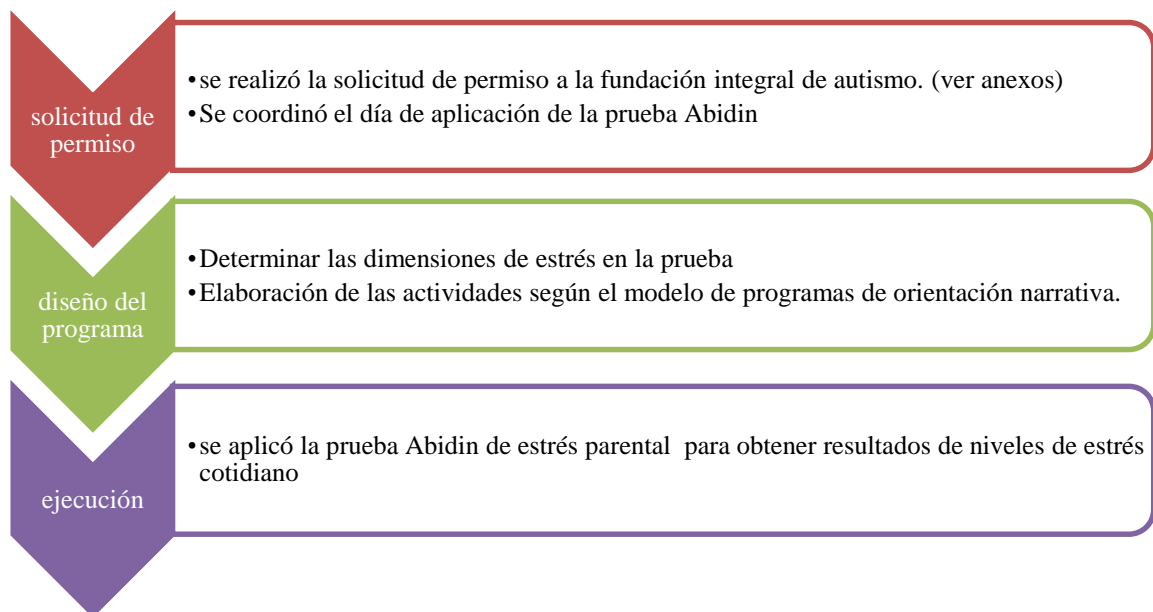 solicitud de
permiso
•se realizó la solicitud de permiso a la fundación integral de autismo. (ver anexos)
•Se coordinó el día de aplicación de la prueba Abidin
diseño del
programa
•Determinar las dimensiones de estrés en la prueba
•Elaboración de las actividades según el modelo de programas de orientación narrativa.
ejecución
•se aplicó la prueba Abidin de estrés parental  para obtener resultados de niveles de estrés
cotidiano